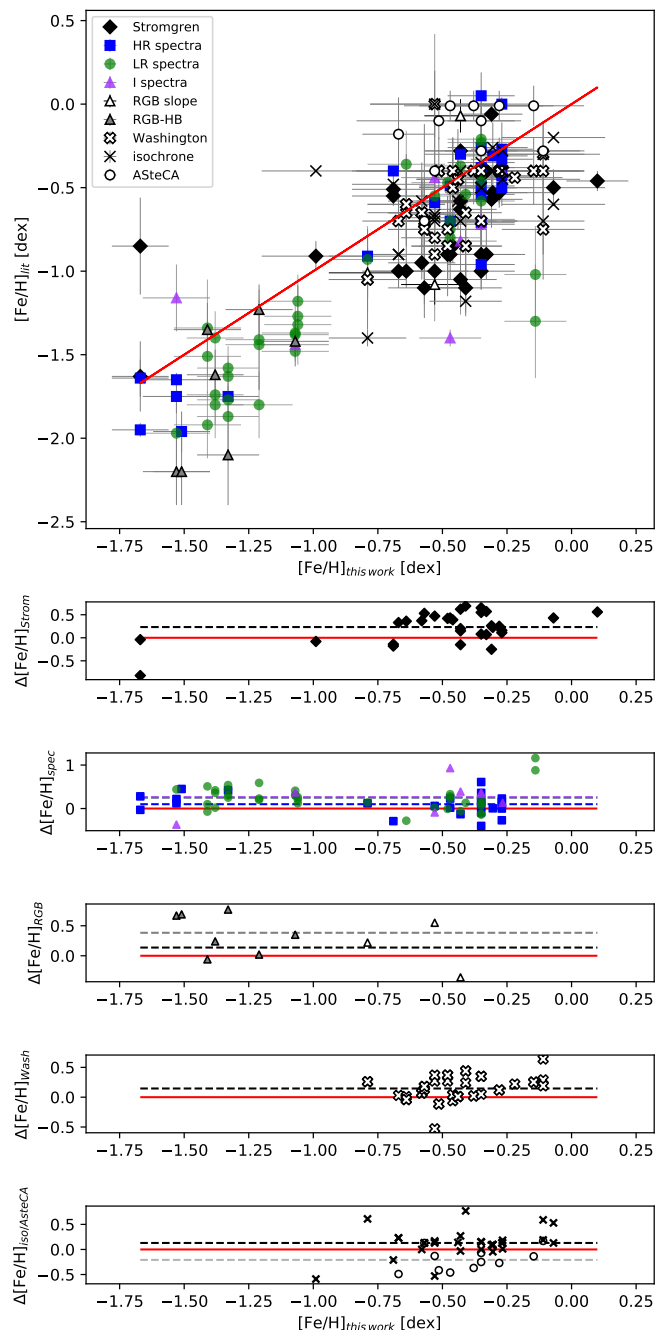 0.5
0.0
−0.5
−1.0
−1.5
−2.0
−2.5
[Fe/H]lit [dex]
Stromgren
HR spectra
LR spectra
I spectra
RGB slope
RGB-HB
Washington
isochrone
ASteCA
−1.75 −1.50 −1.25 −1.00 −0.75 −0.50 −0.25 0.00 0.25
[Fe/H]this work [dex]
Δ[Fe/H]Strom
0.5
0.0
−0.5
−1.75 −1.50 −1.25 −1.00 −0.75 −0.50 −0.25 0.00 0.25
Δ[Fe/H]spec
1
0
−1.75 −1.50 −1.25 −1.00 −0.75 −0.50 −0.25 0.00 0.25
Δ[Fe/H]RGB
0.5
0.0
−1.75 −1.50 −1.25 −1.00 −0.75 −0.50 −0.25 0.00 0.25
Δ[Fe/H]Wash
0.5
0.0
−0.5
−1.75 −1.50 −1.25 −1.00 −0.75 −0.50 −0.25 0.00 0.25
Δ[Fe/H]iso/AsteCA
0.5
0.0
−0.5
−1.75 −1.50 −1.25 −1.00 −0.75 −0.50 −0.25 0.00 0.25
[Fe/H]this work [dex]